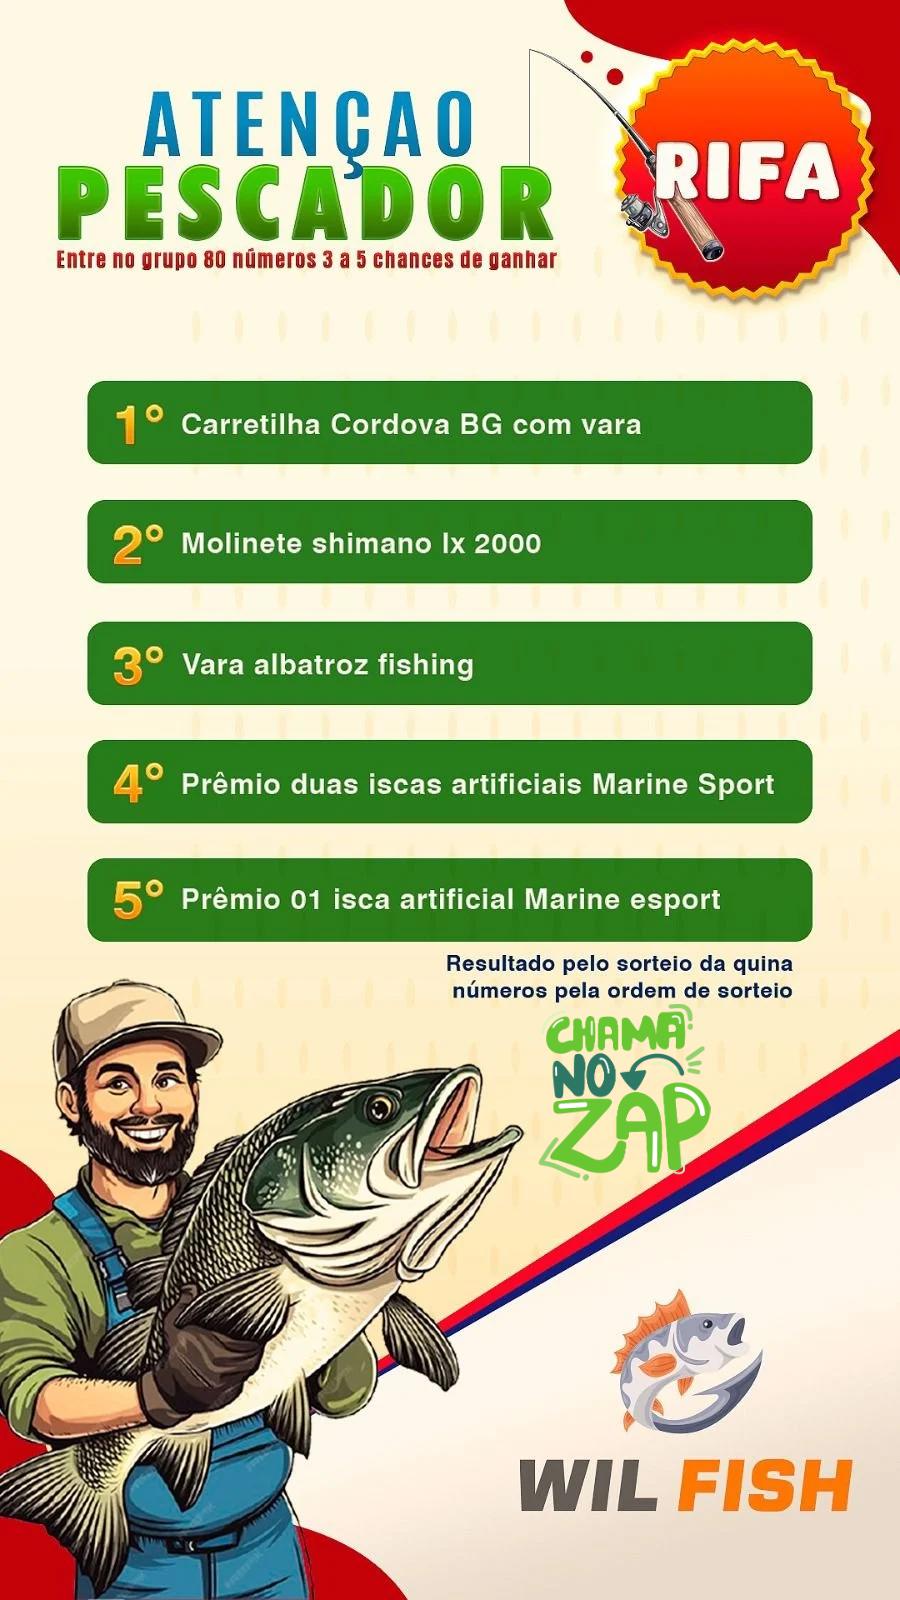 ATENÇAO
PESCADOR
Entre no grupo 80 números 3 a 5 chances de ganhar
RIFA
1° Carretilha Cordova BG com vara
2° Molinete shimano lx 2000
3° Vara albatroz fishing
4° Prêmio duas iscas artificiais Marine Sport
5° Prêmio 01 isca artificial Marine esport
Resultado pelo sorteio da quina
números pela ordem de sorteio
CHAMA
NO
ZAP
WIL FISH